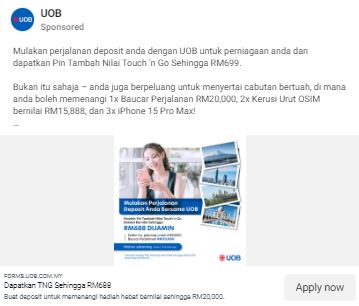 UOB
Sponsored
Mulakan perjalanan deposit anda dengan UOB untuk perniagaan anda dan
dapatkan Pin Tambah Nilai Touch 'n Go Sehingga RM699.
Bukan itu sahaja – anda juga berpeluang untuk menyertai cabutan bertuah, di mana
anda boleh memenangi 1x Baucar Perjalanan RM20,000, 2x Kerusi Urut OSIM
bernilai RM15,888, dan 3x iPhone 15 Pro Max!
...
Mulakan Perjalanan
Deposit Anda Bersama UOB
RM688 DIJAMIN
UOB
FORMS.UOB.COM.MY
Dapatkan TNG Sehingga RM688
Buat deposit untuk memenangi hadiah hebat bernilai sehingga RM20,000.
Apply now